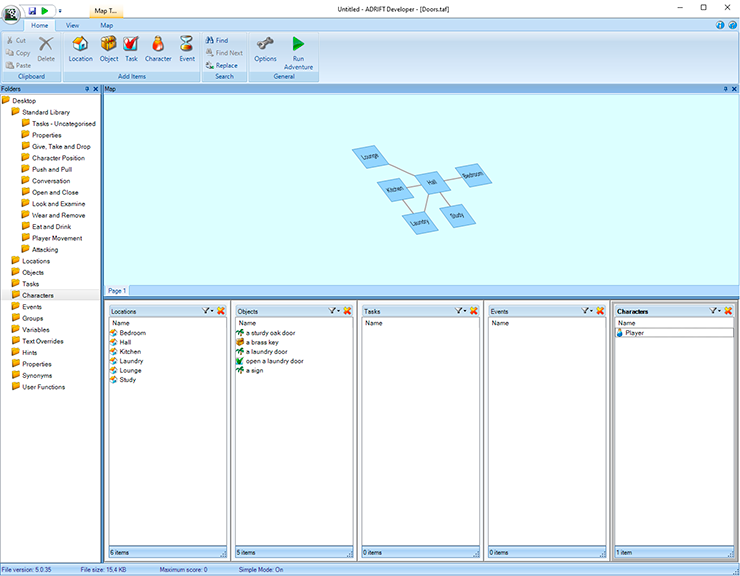 Map T...
Untitled - ADRIFT Developer - [Doors.taf]
Home View Map
Cut
Copy
Paste
Delete
Clipboard
Location Object Task Character Event
Add Items
Find
Find Next
Replace
Search
Options
Run Adventure
General
Folders
Desktop
Standard Library
Tasks - Uncategorised
Properties
Give, Take and Drop
Character Position
Push and Pull
Conversation
Open and Close
Look and Examine
Wear and Remove
Eat and Drink
Player Movement
Attacking
Locations
Objects
Tasks
Characters
Events
Groups
Variables
Text Overrides
Hints
Properties
Synonyms
User Functions
Map
Lounge
Bedroom
Hall
Kitchen
Study
Laundry
Page 1
Locations
Name
Bedroom
Hall
Kitchen
Laundry
Lounge
Study
6 items
Objects
Name
a sturdy oak door
a brass key
a laundry door
open a laundry door
a sign
5 items
Tasks
Name
0 items
Events
Name
0 items
Characters
Name
Player
1 item
File version: 5.0.35 File size: 15.4 KB Maximum score: 0 Simple Mode: On